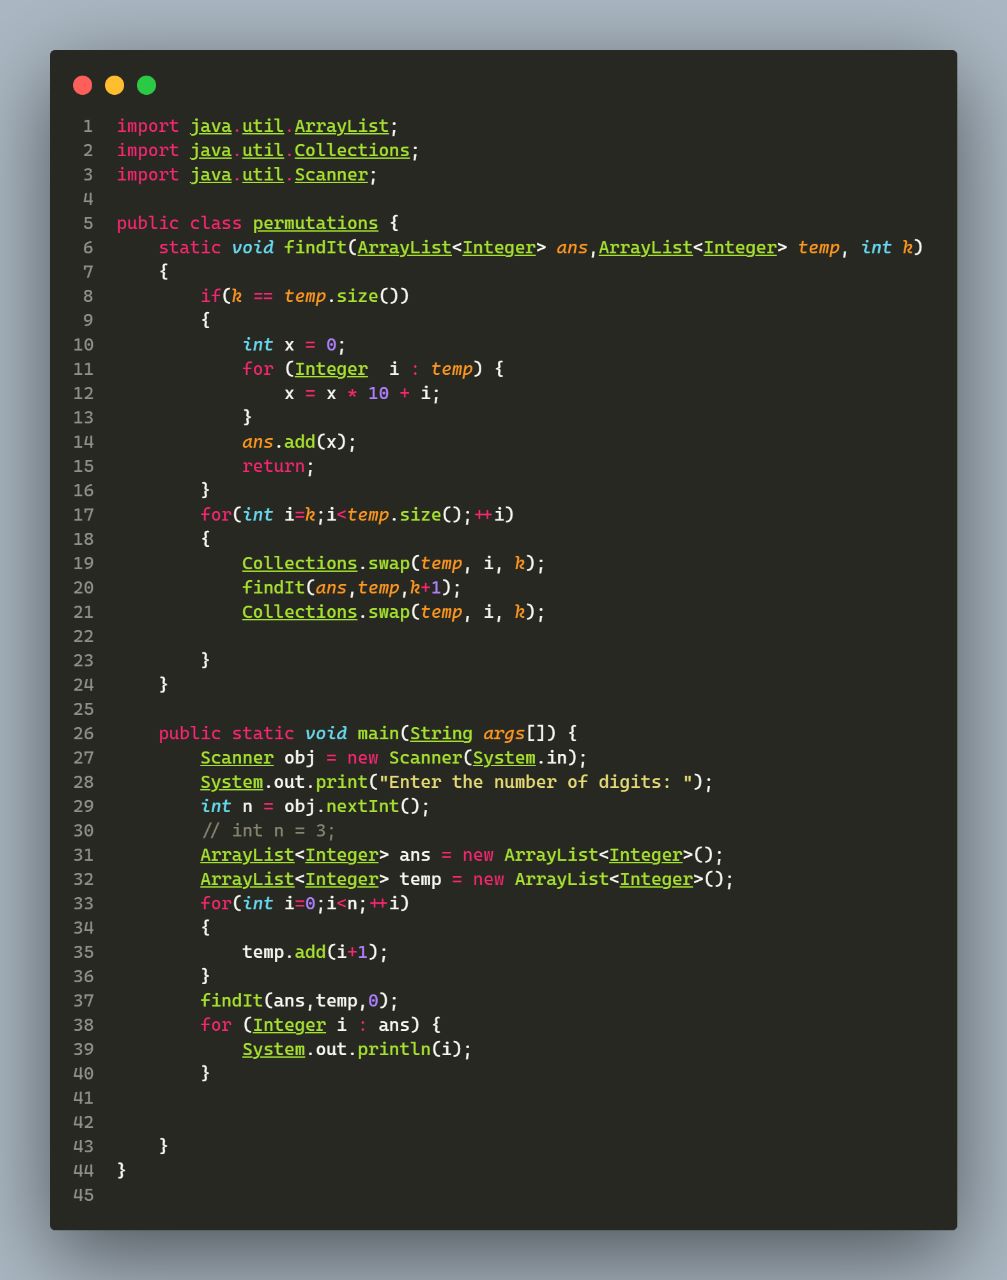 1 import java.util.ArrayList;
2 import java.util.Collections;
3 import java.util.Scanner;
4
5 public class permutations {
6     static void findIt(ArrayList<Integer> ans,ArrayList<Integer> temp, int k)
7     {
8         if(k == temp.size())
9         {
10             int x = 0;
11             for (Integer  i : temp) {
12                 x = x * 10 + i;
13             }
14             ans.add(x);
15             return;
16         }
17         for(int i=k;i<temp.size();++i)
18         {
19             Collections.swap(temp, i, k);
20             findIt(ans,temp,k+1);
21             Collections.swap(temp, i, k);
22
23         }
24     }
25
26     public static void main(String args[]) {
27         Scanner obj = new Scanner(System.in);
28         System.out.print("Enter the number of digits: ");
29         int n = obj.nextInt();
30         // int n = 3;
31         ArrayList<Integer> ans = new ArrayList<Integer>();
32         ArrayList<Integer> temp = new ArrayList<Integer>();
33         for(int i=0;i<n;++i)
34         {
35             temp.add(i+1);
36         }
37         findIt(ans,temp,0);
38         for (Integer i : ans) {
39             System.out.println(i);
40         }
41
42
43     }
44 }
45